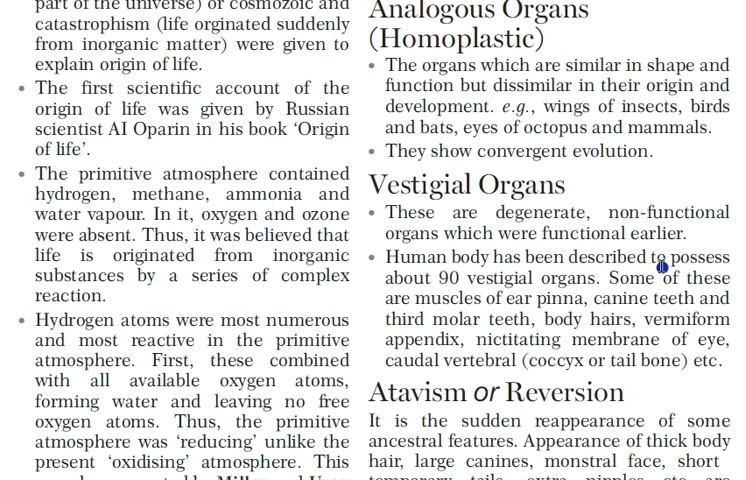 part of the universe) or cosmozoic and
catastrophism (life orginated suddenly
from inorganic matter) were given to
explain origin of life.
• The first scientific account of the
origin of life was given by Russian
scientist AI Oparin in his book ‘Origin
of life’.
• The primitive atmosphere contained
hydrogen, methane, ammonia and
water vapour. In it, oxygen and ozone
were absent. Thus, it was believed that
life is originated from inorganic
substances by a series of complex
reaction.
• Hydrogen atoms were most numerous
and most reactive in the primitive
atmosphere. First, these combined
with all available oxygen atoms,
forming water and leaving no free
oxygen atoms. Thus, the primitive
atmosphere was ‘reducing’ unlike the
present ‘oxidising’ atmosphere. This
Analogous Organs
(Homoplastic)
• The organs which are similar in shape and
function but dissimilar in their origin and
development. e.g., wings of insects, birds
and bats, eyes of octopus and mammals.
• They show convergent evolution.
Vestigial Organs
• These are degenerate, non-functional
organs which were functional earlier.
• Human body has been described to possess
about 90 vestigial organs. Some of these
are muscles of ear pinna, canine teeth and
third molar teeth, body hairs, vermiform
appendix, nictitating membrane of eye,
caudal vertebral (coccyx or tail bone) etc.
Atavism or Reversion
It is the sudden reappearance of some
ancestral features. Appearance of thick body
hair, large canines, monstral face, short